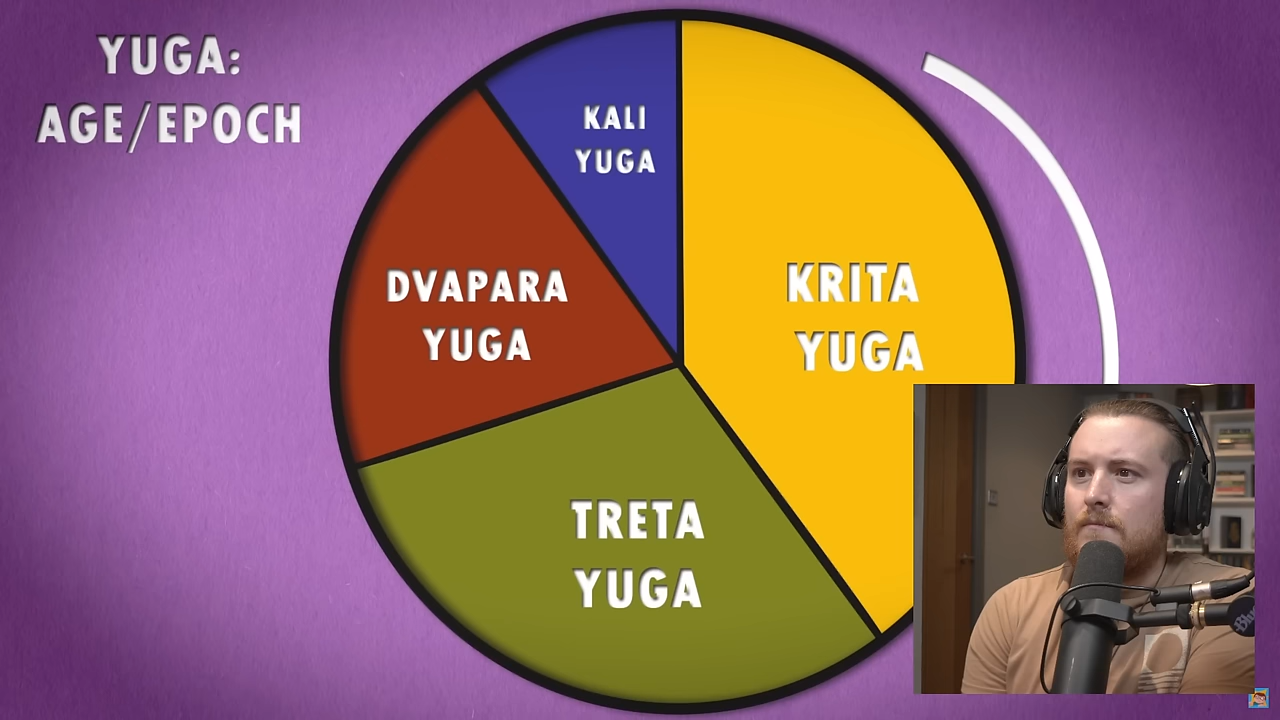 YUGA:
AGE/EPOCH
KALI
YUGA
KRITA
YUGA
DVAPARA
YUGA
TRETA
YUGA